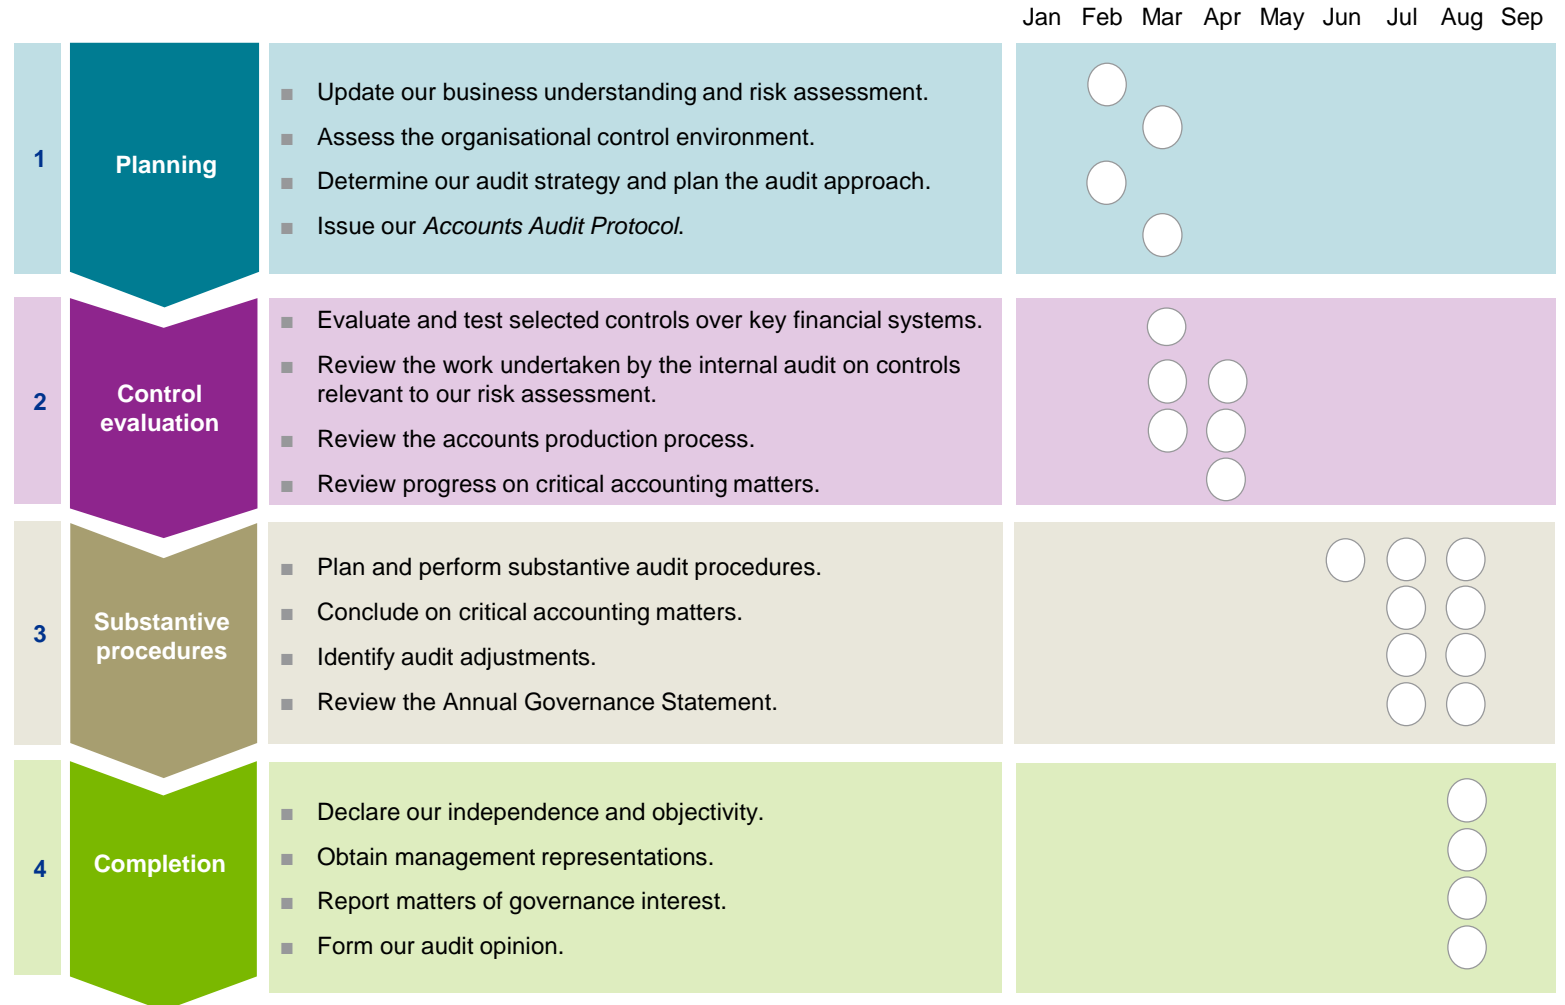 Jan Feb Mar Apr May Jun Jul Aug Sep
1
Planning
■ Update our business understanding and risk assessment.
■ Assess the organisational control environment.
■ Determine our audit strategy and plan the audit approach.
■ Issue our Accounts Audit Protocol.
2
Control
evaluation
■ Evaluate and test selected controls over key financial systems.
■ Review the work undertaken by the internal audit on controls
relevant to our risk assessment.
■ Review the accounts production process.
■ Review progress on critical accounting matters.
3
Substantive
procedures
■ Plan and perform substantive audit procedures.
■ Conclude on critical accounting matters.
■ Identify audit adjustments.
■ Review the Annual Governance Statement.
4
Completion
■ Declare our independence and objectivity.
■ Obtain management representations.
■ Report matters of governance interest.
■ Form our audit opinion.